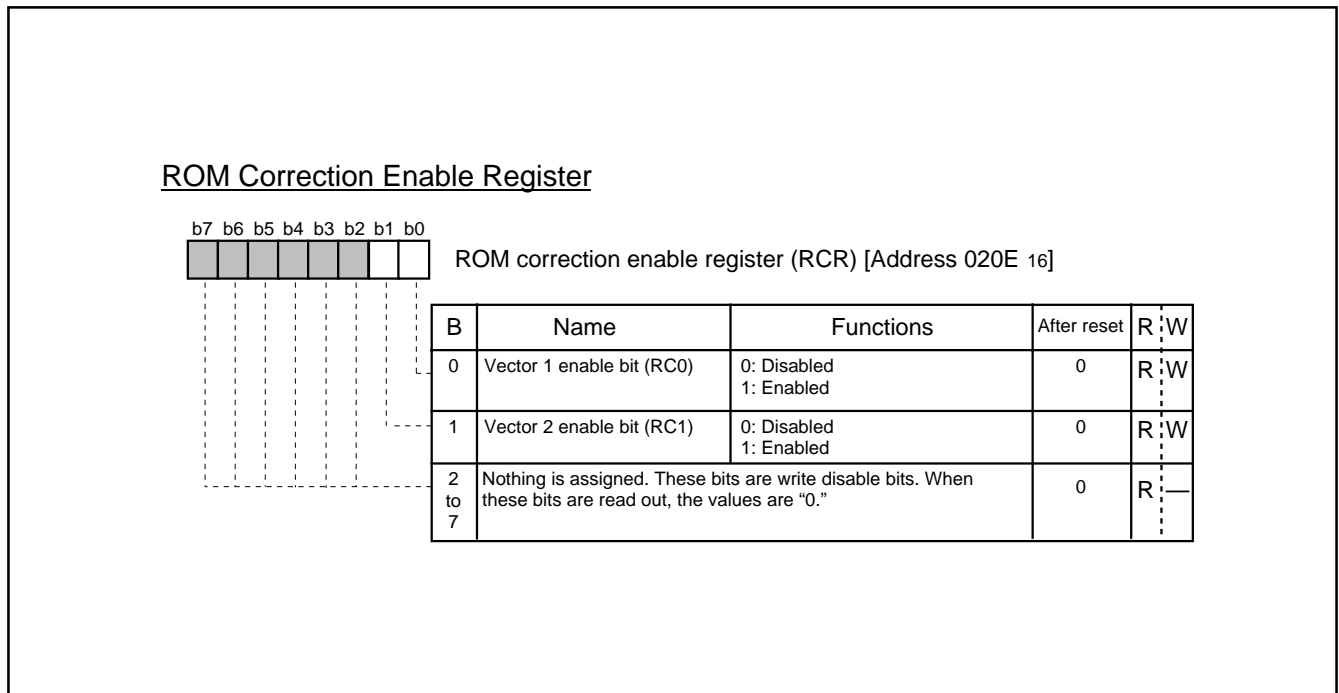 ROM Correction Enable Register
b7 b6 b5 b4 b3 b2 b1 b0
ROM correction enable register (RCR) [Address 020E 16]
B Name Functions After reset R W
0 Vector 1 enable bit (RC0) 0: Disabled 0 R W
1: Enabled
1 Vector 2 enable bit (RC1) 0: Disabled 0 R W
1: Enabled
2 Nothing is assigned. These bits are write disable bits. When 0 R —
to these bits are read out, the values are “0.”
7